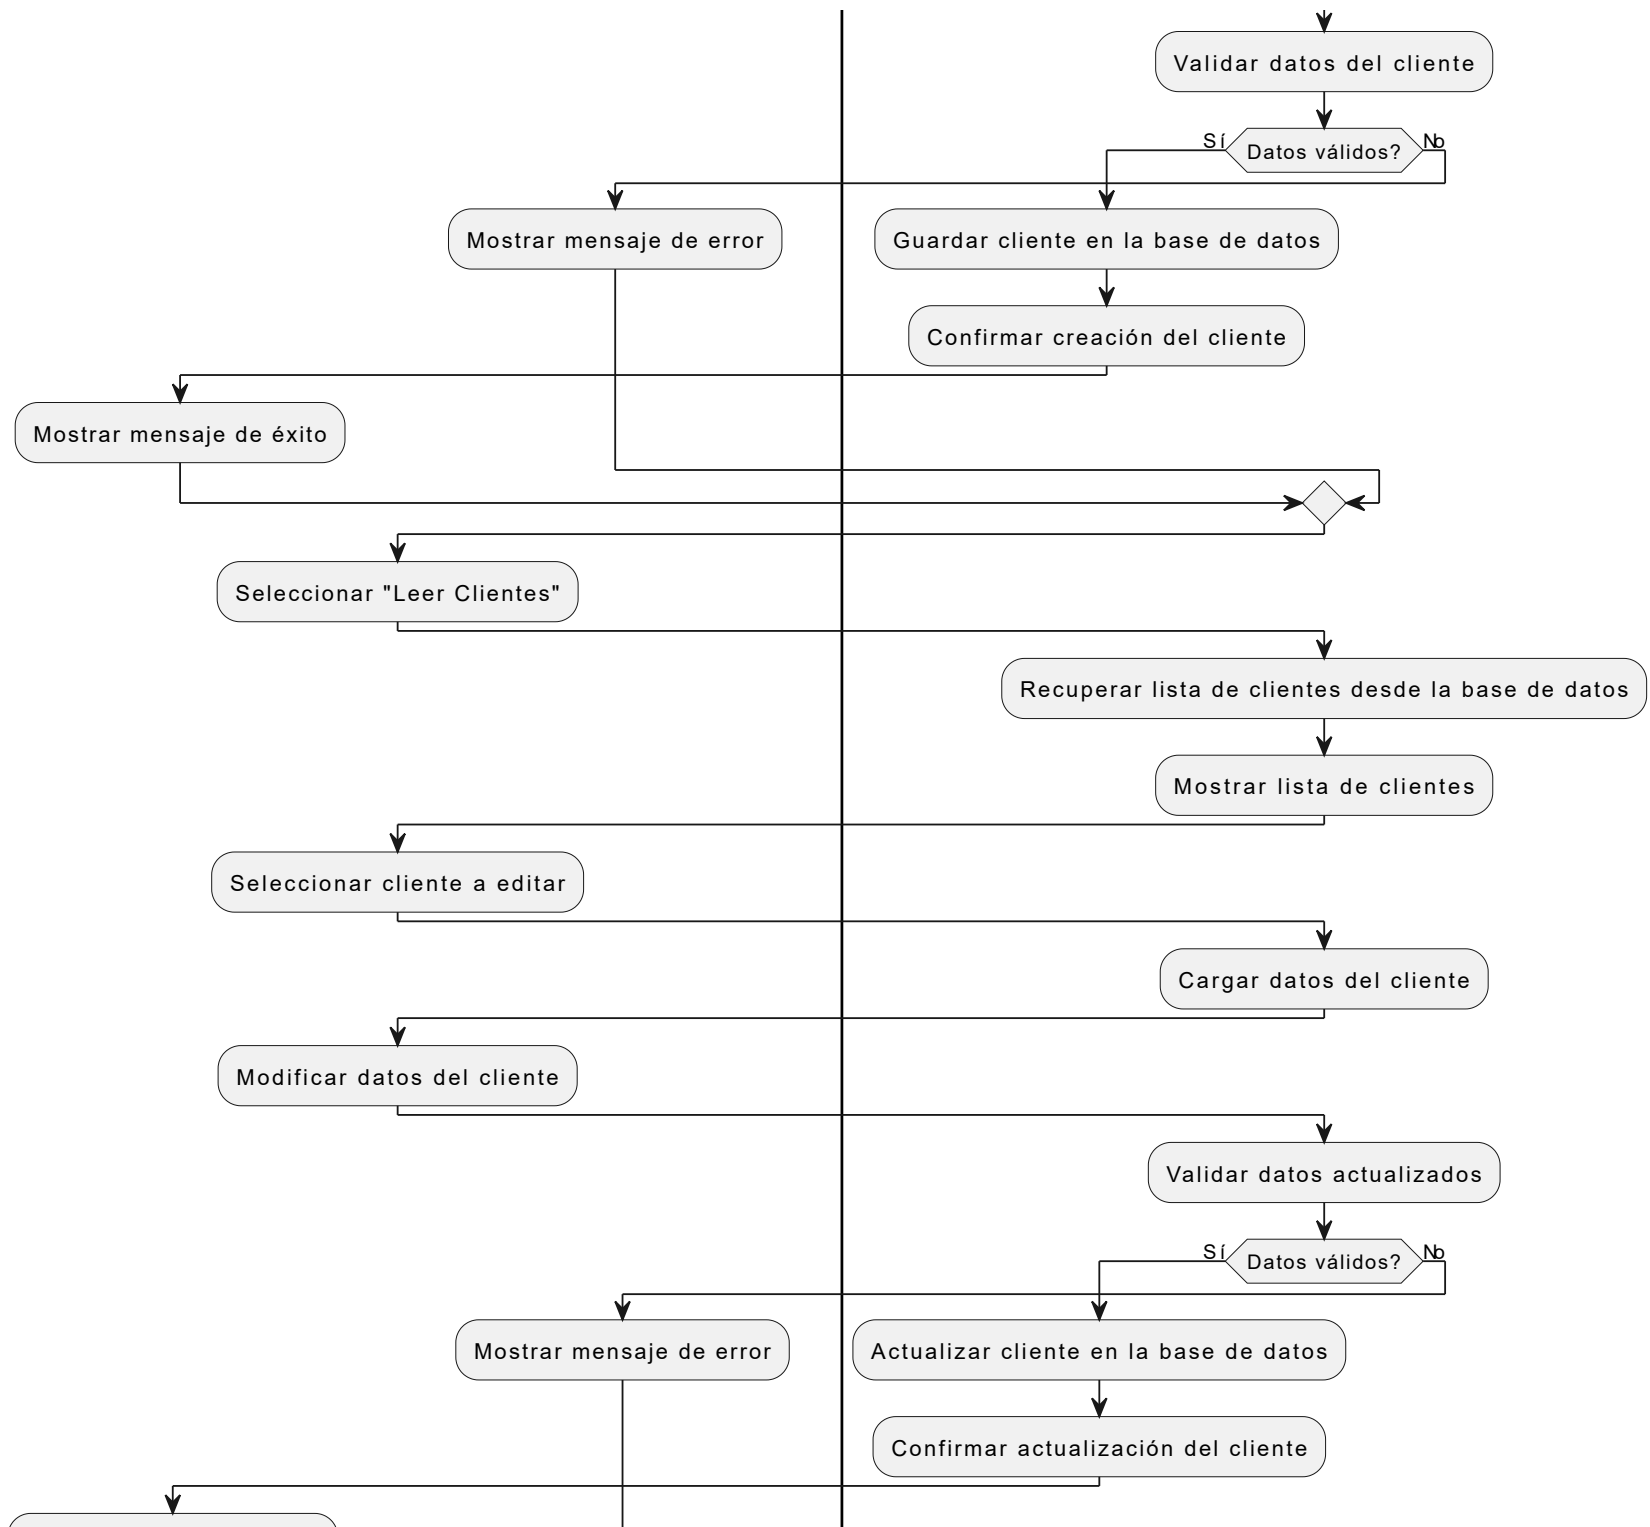 Validar datos del cliente
Sí
Datos válidos?
No
Mostrar mensaje de error
Guardar cliente en la base de datos
Confirmar creación del cliente
Mostrar mensaje de éxito
Seleccionar "Leer Clientes"
Recuperar lista de clientes desde la base de datos
Mostrar lista de clientes
Seleccionar cliente a editar
Cargar datos del cliente
Modificar datos del cliente
Validar datos actualizados
Sí
Datos válidos?
No
Mostrar mensaje de error
Actualizar cliente en la base de datos
Confirmar actualización del cliente